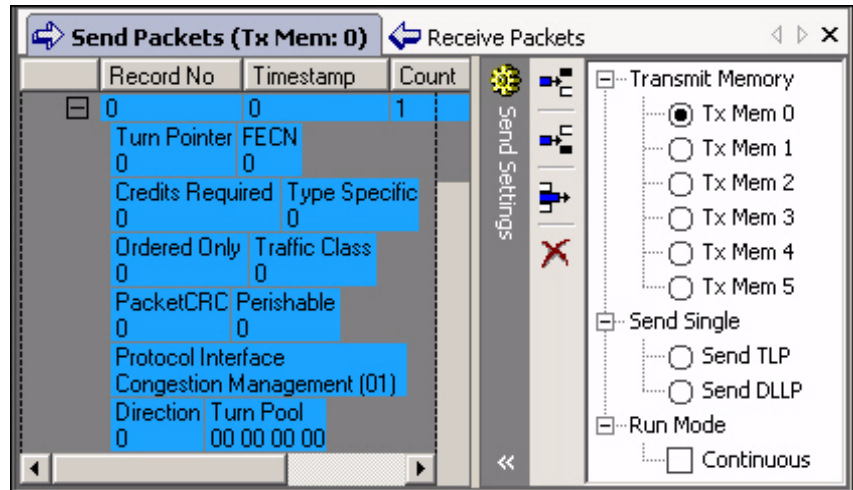 Send Packets (Tx Mem: 0) Receive Packets
Record No Timestamp Count
0 0 1
Turn Pointer FECN
0 0
Credits Required Type Specific
0 0
Ordered Only Traffic Class
0 0
PacketCRC Perishable
0 0
Protocol Interface
Congestion Management (01)
Direction Turn Pool
0 00 00 00 00
Send Settings
Transmit Memory
Tx Mem 0
Tx Mem 1
Tx Mem 2
Tx Mem 3
Tx Mem 4
Tx Mem 5
Send Single
Send TLP
Send DLLP
Run Mode
Continuous